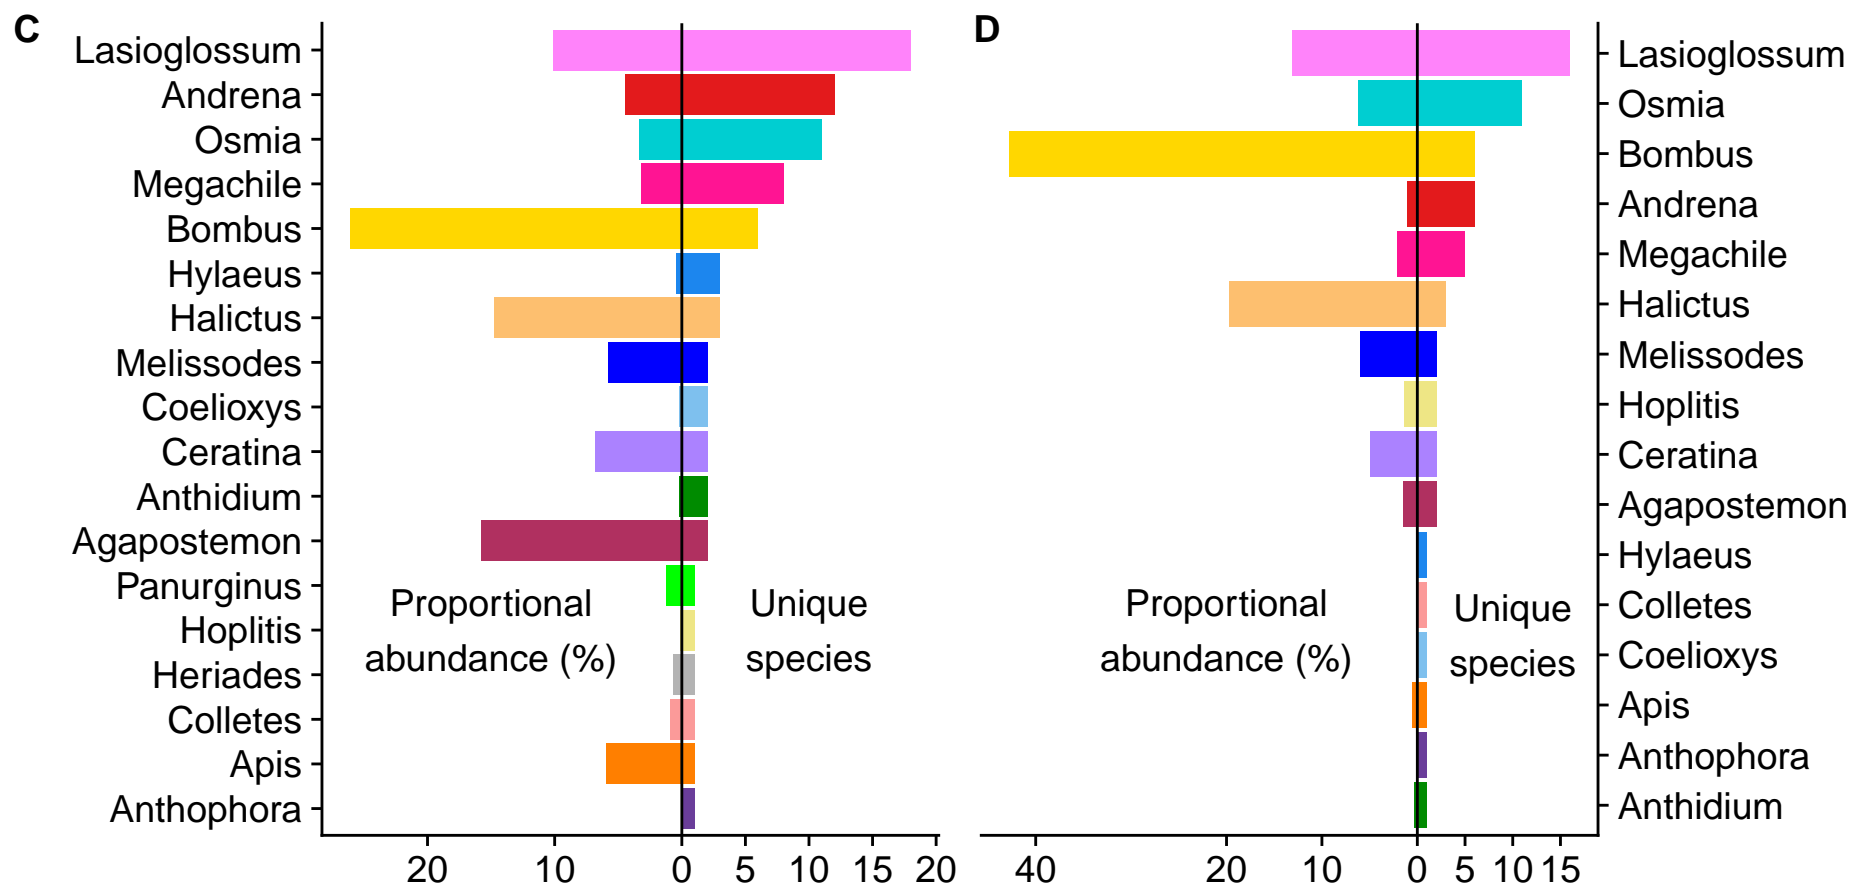 C
Lasioglossum
Andrena
Osmia
Megachile
Bombus
Hylaeus
Halictus
Melissodes
Coelioxys
Ceratina
Anthidium
Agapostemon
Panurginus
Hoplitis
Heriades
Colletes
Apis
Anthophora
Proportional
abundance (%)
Unique
species
20 10 0 5 10 15 20
D
Lasioglossum
Osmia
Bombus
Andrena
Megachile
Halictus
Melissodes
Hoplitis
Ceratina
Agapostemon
Hylaeus
Colletes
Coelioxys
Apis
Anthophora
Anthidium
Proportional
abundance (%)
Unique
species
40 20 10 0 5 10 15